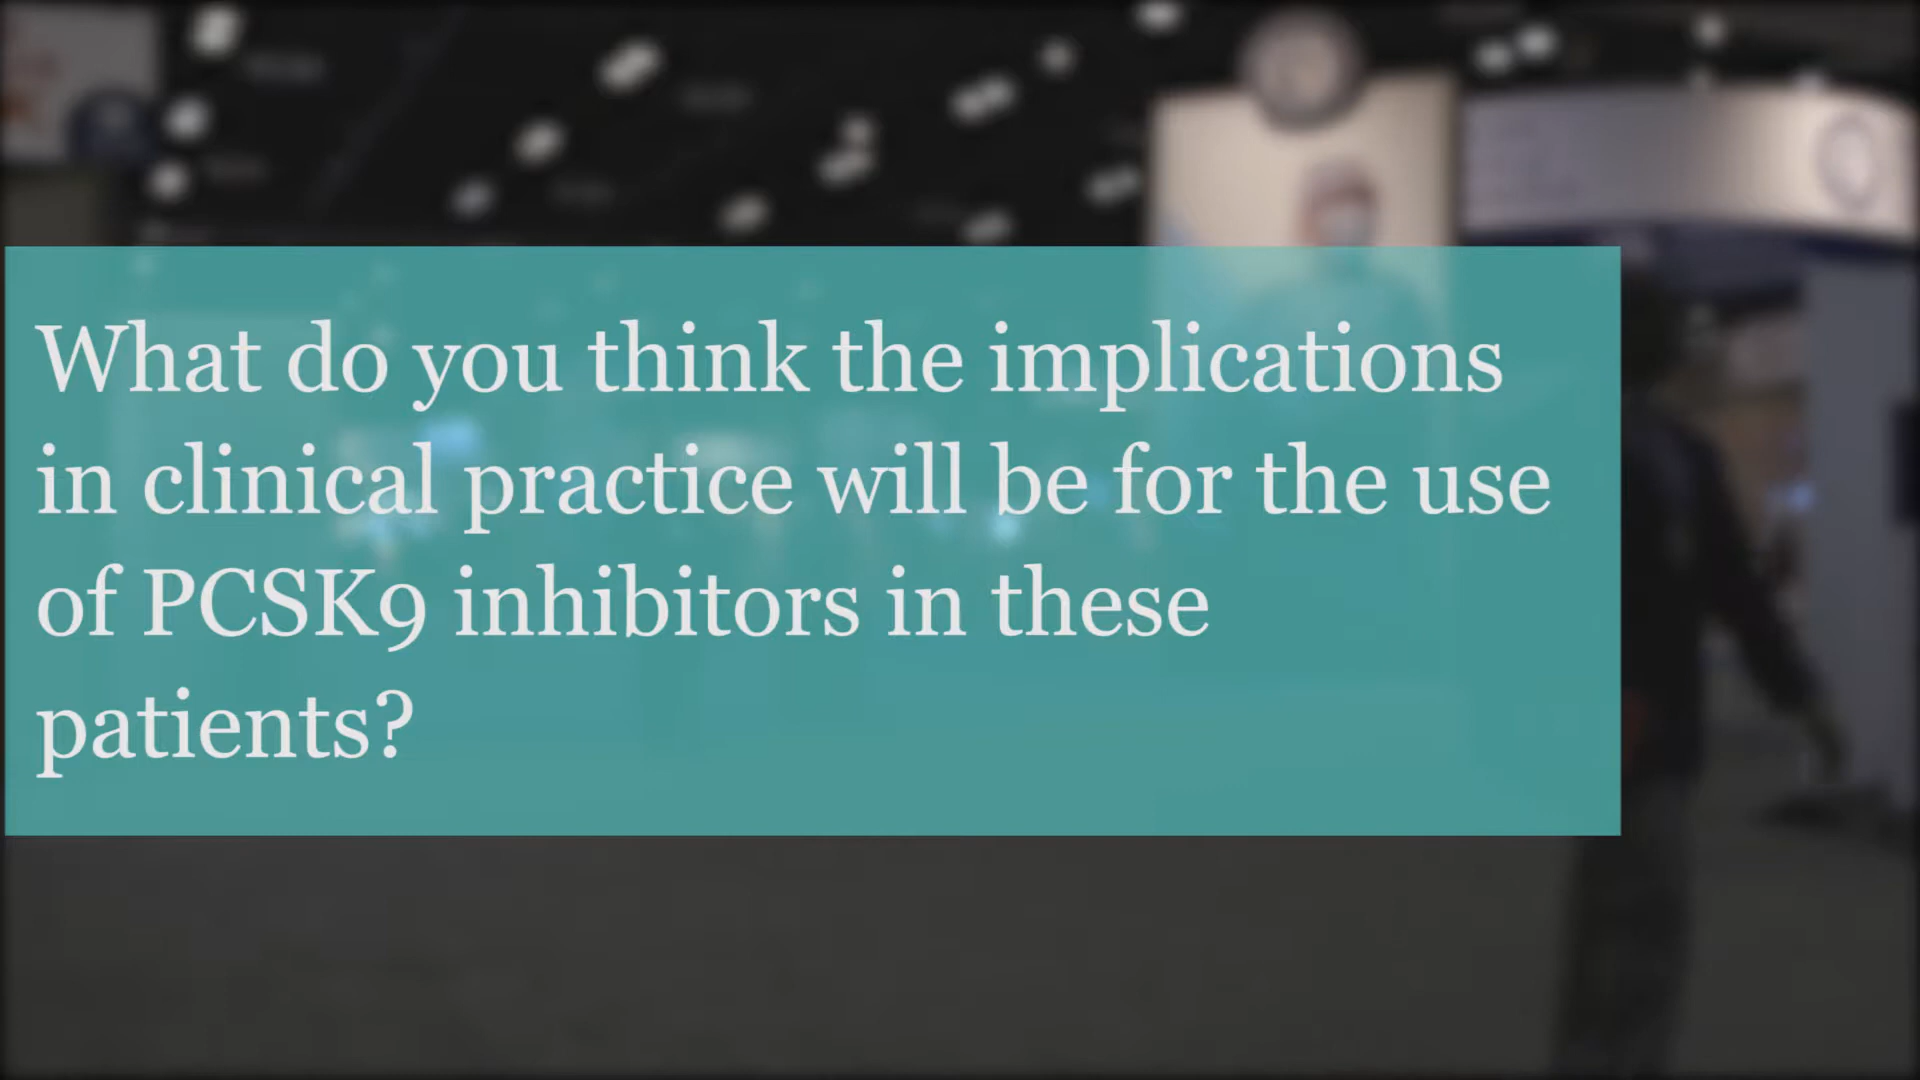 What do you think the implications
in clinical practice will be for the use
of PCSK9 inhibitors in these
patients?